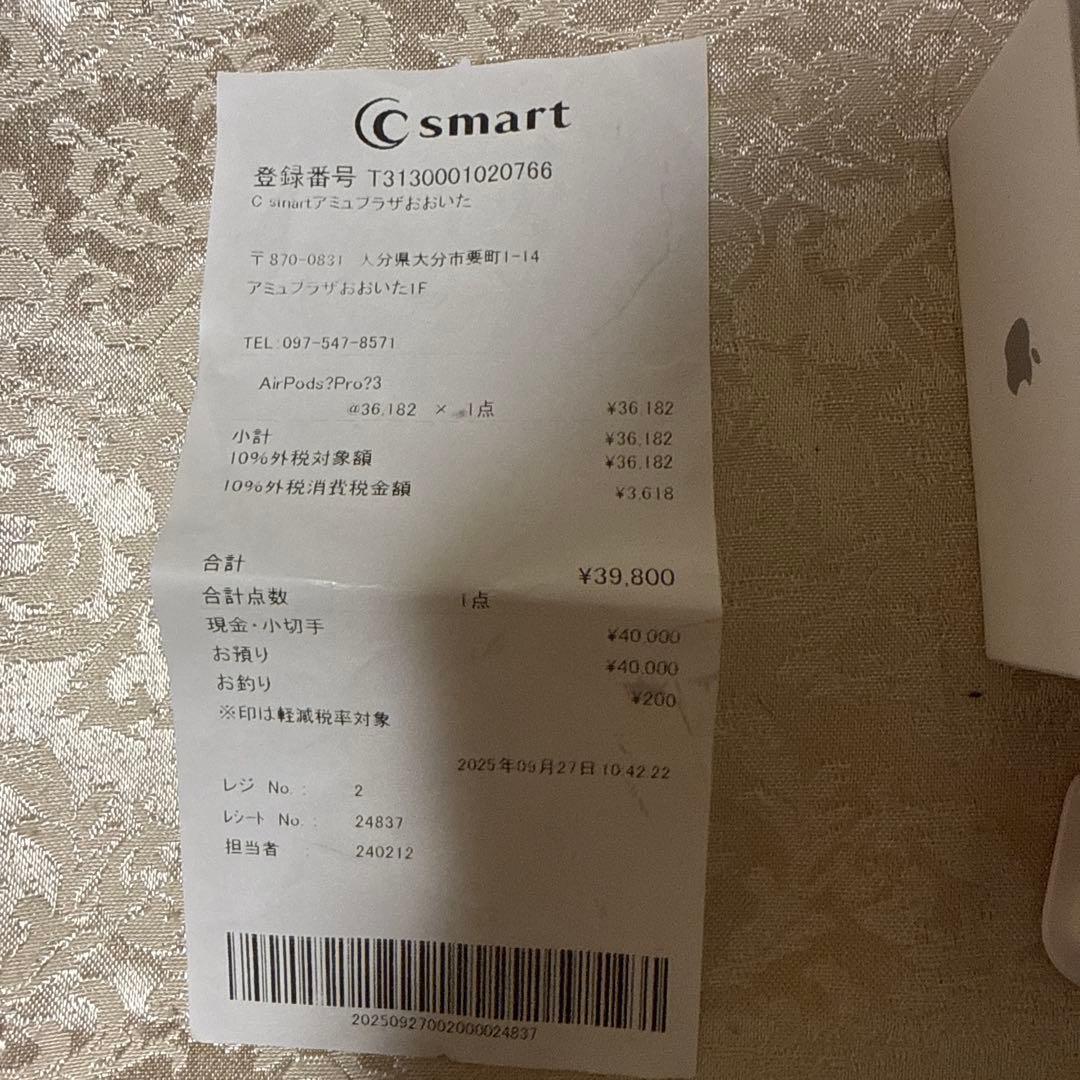 C smart
登録番号 T3130001020766
C smartアミュプラザおおいた
〒870-0831 大分県大分市要町1-14
アミュプラザおおいた1F
TEL:097-547-8571
AirPods?Pro?3
@36,182 × 1点 ¥36,182
小計 ¥36,182
10%外税対象額 ¥36,182
10%外税消費税金額 ¥3,618
合計 ¥39,800
合計点数 1点
現金・小切手 ¥40,000
お預り ¥40,000
お釣り ¥200
※印は軽減税率対象
2025年09月27日 10:42:22
レジ No. : 2
レシート No. : 24837
担当者 : 240212
20250927002000024837